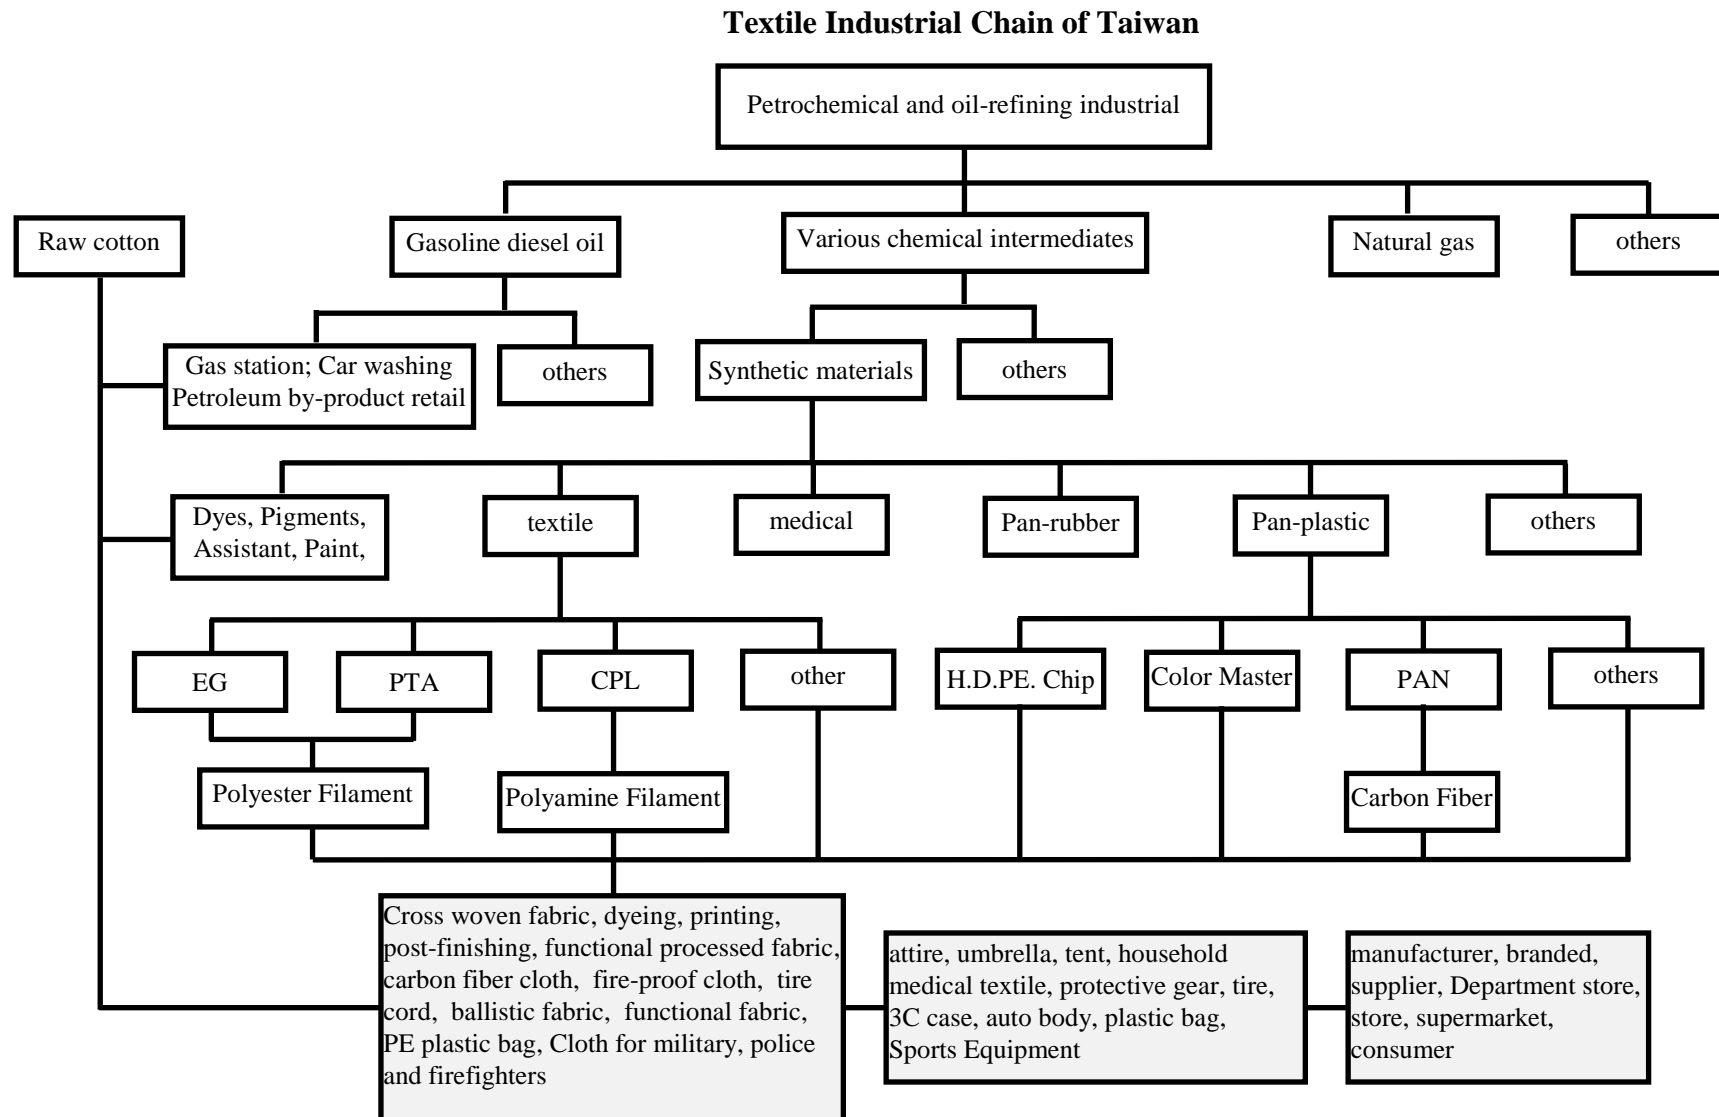 Textile Industrial Chain of Taiwan
Petrochemical and oil-refining industrial
Raw cotton
Gasoline diesel oil
Various chemical intermediates
Natural gas
others
Gas station; Car washing
Petroleum by-product retail
others
Synthetic materials
others
Dyes, Pigments,
Assistant, Paint,
textile
medical
Pan-rubber
Pan-plastic
others
EG
PTA
CPL
other
H.D.PE. Chip
Color Master
PAN
others
Polyester Filament
Polyamine Filament
Carbon Fiber
Cross woven fabric, dyeing, printing,
post-finishing, functional processed fabric,
carbon fiber cloth, fire-proof cloth, tire
cord, ballistic fabric, functional fabric,
PE plastic bag, Cloth for military, police
and firefighters
attire, umbrella, tent, household
medical textile, protective gear, tire,
3C case, auto body, plastic bag,
Sports Equipment
manufacturer, branded,
supplier, Department store,
store, supermarket,
consumer